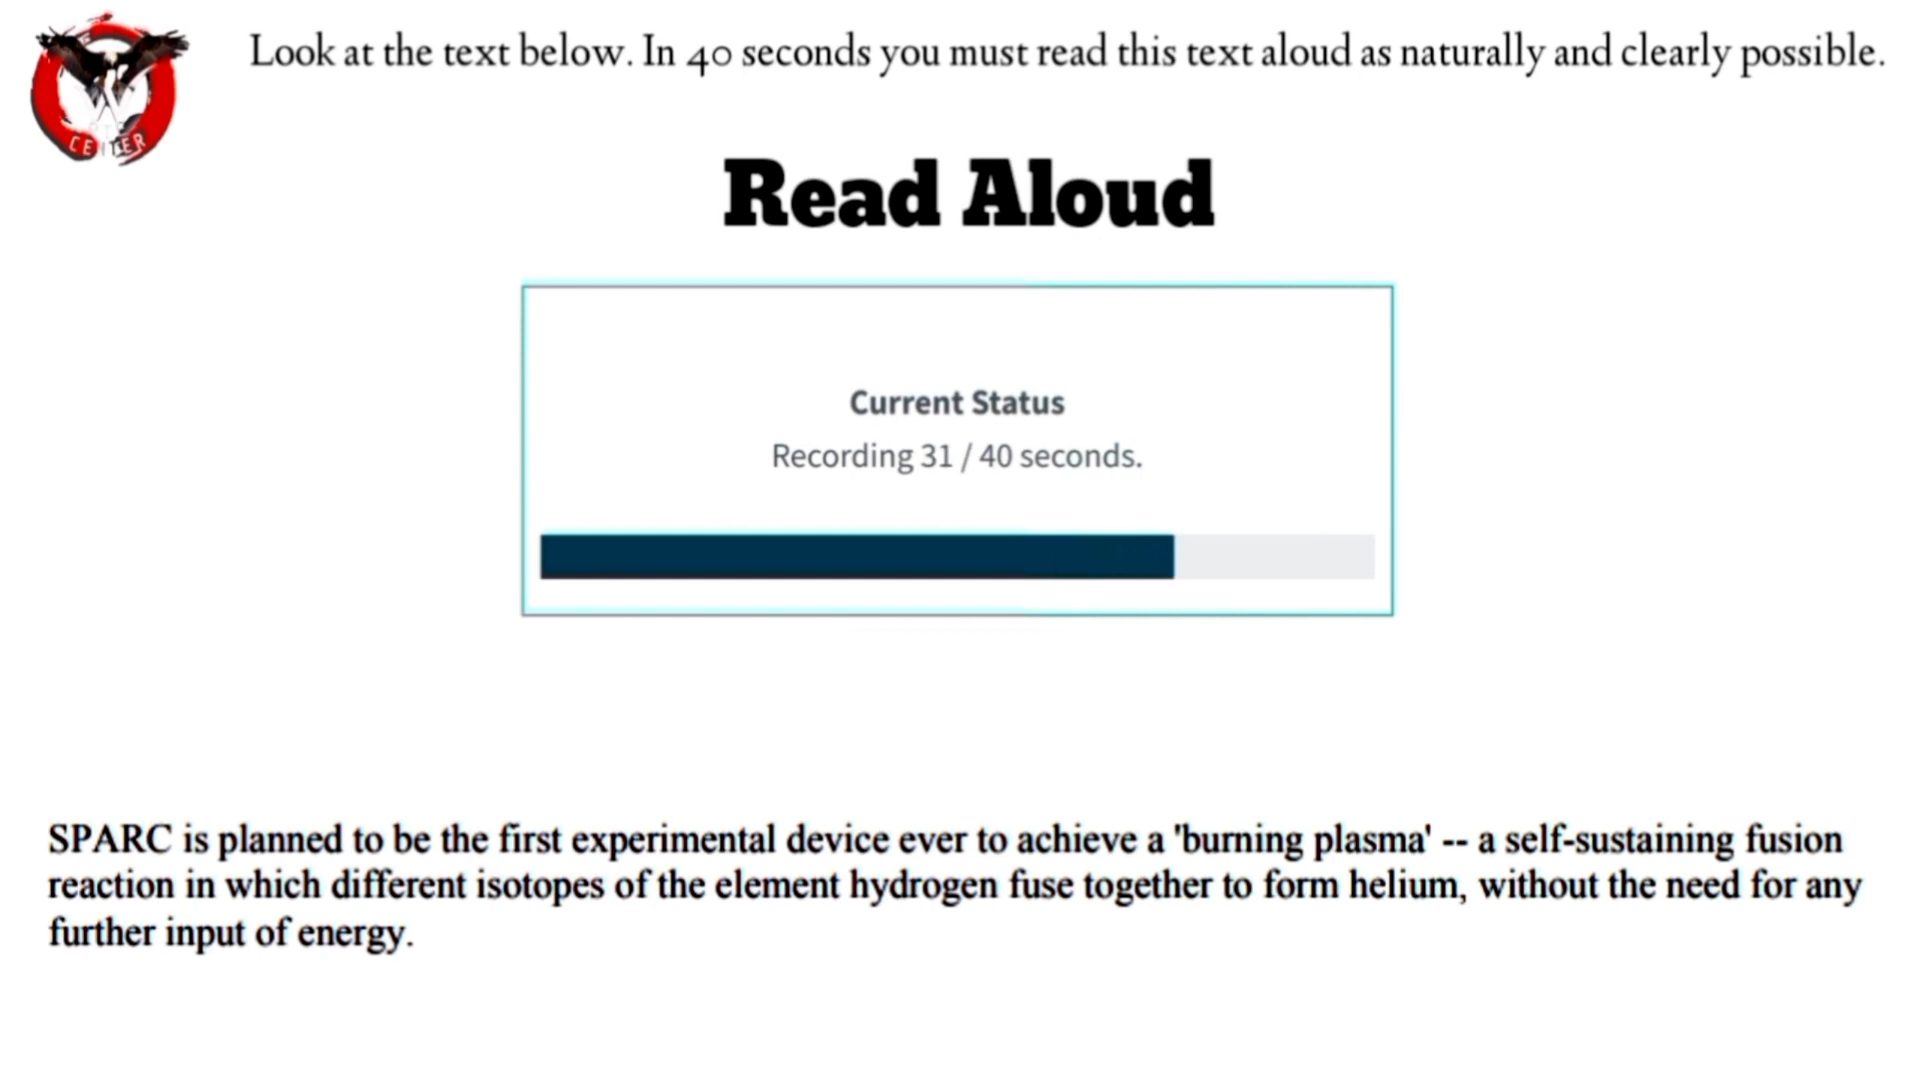 Look at the text below. In 40 seconds you must read this text aloud as naturally and clearly possible.
CENTER
Read Aloud
Current Status
Recording 31 / 40 seconds.
SPARC is planned to be the first experimental device ever to achieve a 'burning plasma' -- a self-sustaining fusion
reaction in which different isotopes of the element hydrogen fuse together to form helium, without the need for any
further input of energy.